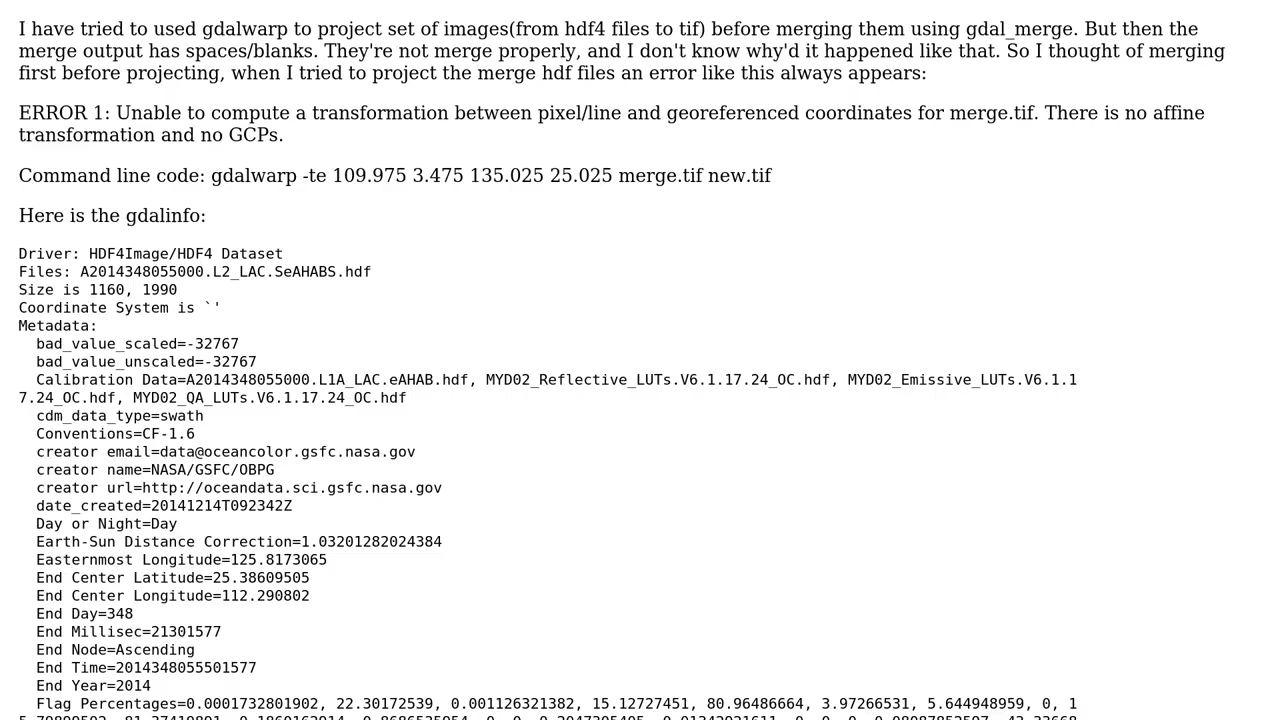 I have tried to used gdalwarp to project set of images(from hdf4 files to tif) before merging them using gdal_merge. But then the
merge output has spaces/blanks. They're not merge properly, and I don't know why'd it happened like that. So I thought of merging
first before projecting, when I tried to project the merge hdf files an error like this always appears:
ERROR 1: Unable to compute a transformation between pixel/line and georeferenced coordinates for merge.tif. There is no affine
transformation and no GCPs.
Command line code: gdalwarp -te 109.975 3.475 135.025 25.025 merge.tif new.tif
Here is the gdalinfo:
Driver: HDF4Image/HDF4 Dataset
Files: A2014348055000.L2_LAC.SeAHABS.hdf
Size is 1160, 1990
Coordinate System is `'
Metadata:
  bad_value_scaled=-32767
  bad_value_unscaled=-32767
  Calibration Data=A2014348055000.L1A_LAC.eAHAB.hdf, MYD02_Reflective_LUTs.V6.1.17.24_OC.hdf, MYD02_Emissive_LUTs.V6.1.1
7.24_OC.hdf, MYD02_QA_LUTs.V6.1.17.24_OC.hdf
  cdm_data_type=swath
  Conventions=CF-1.6
  creator email=data@oceancolor.gsfc.nasa.gov
  creator name=NASA/GSFC/OBPG
  creator url=http://oceandata.sci.gsfc.nasa.gov
  date_created=20141214T092342Z
  Day or Night=Day
  Earth-Sun Distance Correction=1.03201282024384
  Easternmost Longitude=125.8173065
  End Center Latitude=25.38609505
  End Center Longitude=112.290802
  End Day=348
  End Millisec=21301577
  End Node=Ascending
  End Time=2014348055501577
  End Year=2014
  Flag Percentages=0.0001732801902, 22.30172539, 0.001126321382, 15.12727451, 80.96486664, 3.97266531, 5.644948959, 0, 1